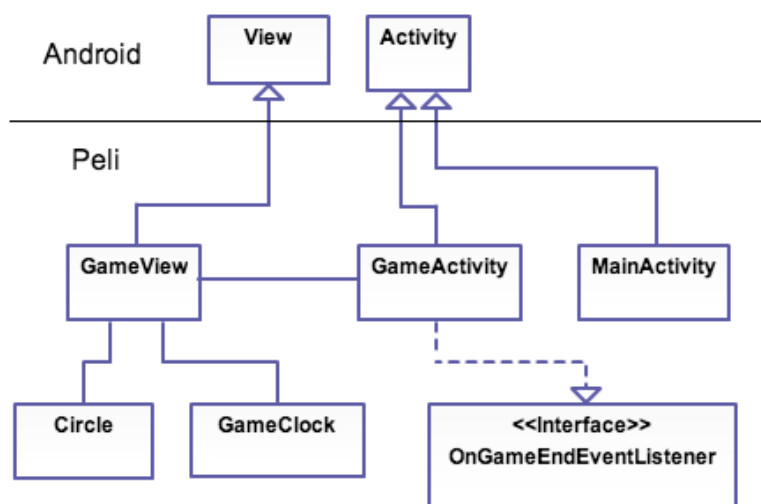 Android
View
Activity
Peli
GameView
GameActivity
MainActivity
Circle
GameClock
<<Interface>>
OnGameEndEventListener